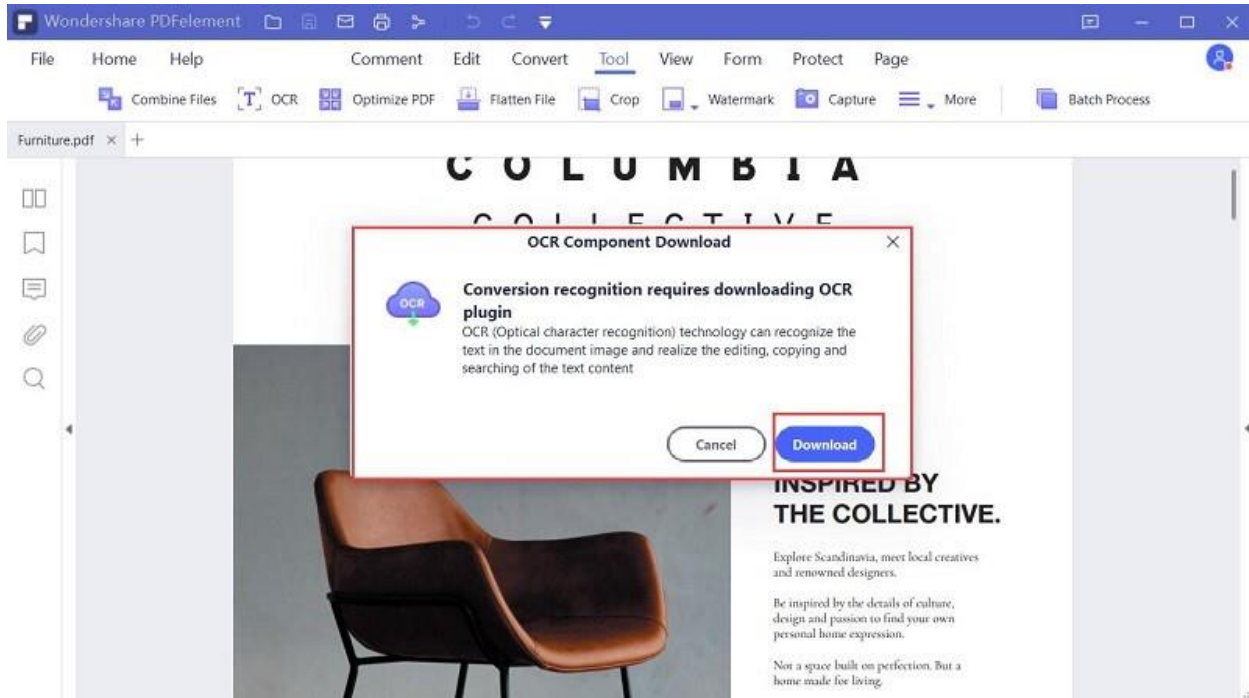 Wondershare PDFelement
File Home Help Comment Edit Convert Tool View Form Protect Page
Combine Files OCR Optimize PDF Flatten File Crop Watermark Capture More Batch Process
Furniture.pdf
COLUMBIA
COLLECTIVE
OCR Component Download
OCR
Conversion recognition requires downloading OCR
plugin
OCR (Optical character recognition) technology can recognize the
text in the document image and realize the editing, copying and
searching of the text content
Cancel Download
INSPIRED BY
THE COLLECTIVE.
Explore Scandinavia, meet local creatives
and renowned designers.
Be inspired by the details of culture,
design and passion to find your own
personal home expression.
Not a space built on perfection. But a
home made for living.